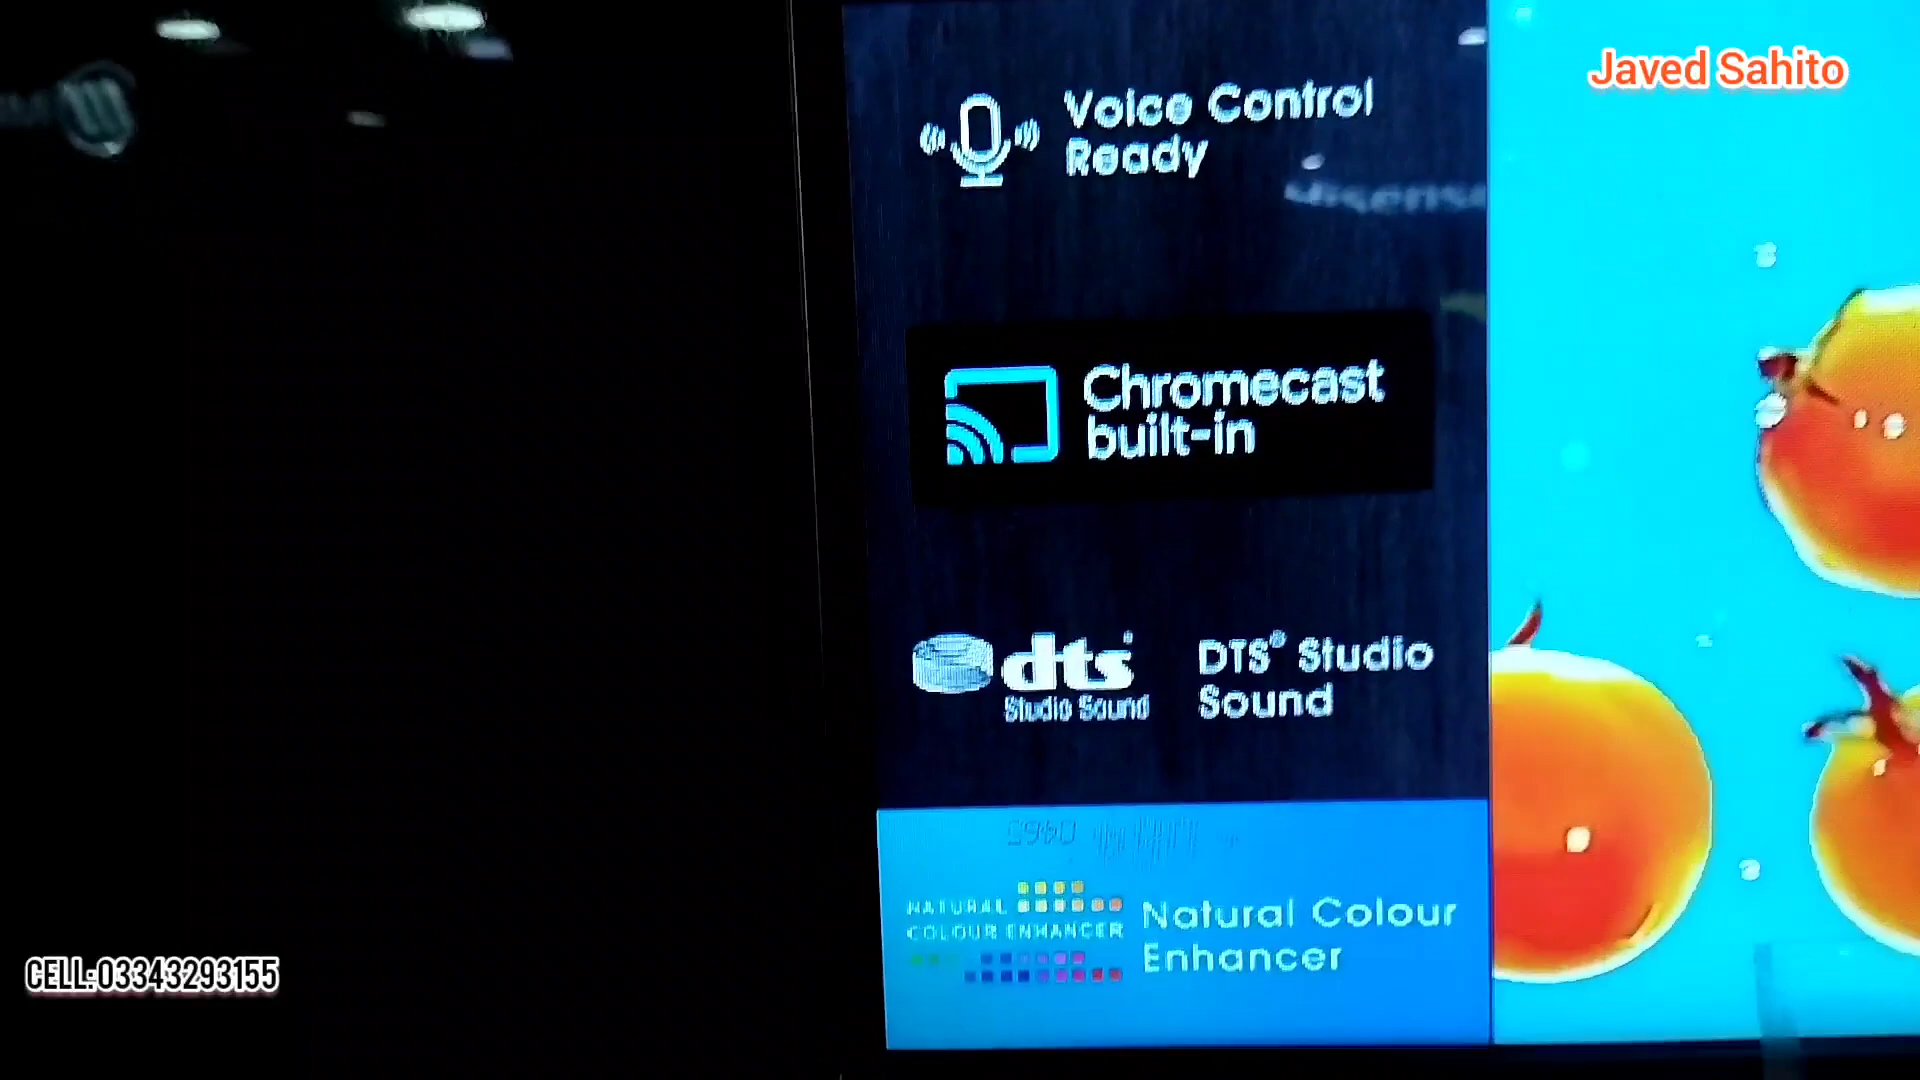 Javed Sahito
Voice Control
Ready
Chromecast
built-in
dts
Studio Sound
DTS® Studio
Sound
NATURAL
COLOUR ENHANCER
Natural Colour
Enhancer
CELL:03343293155